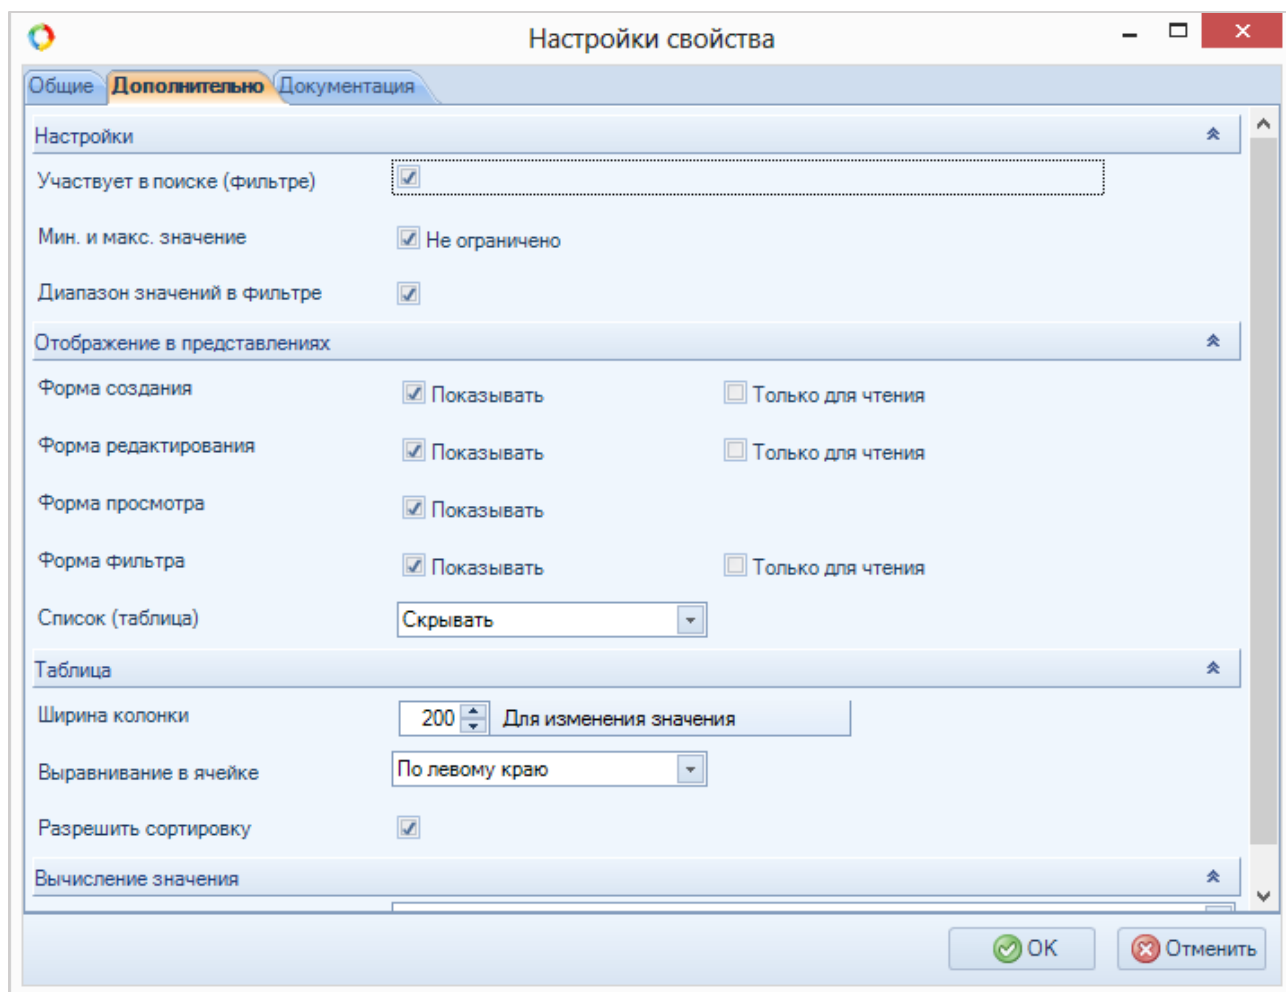 Настройки свойства
Общие Дополнительно Документация
Настройки
Участвует в поиске (фильтре)
Мин. и макс. значение Не ограничено
Диапазон значений в фильтре
Отображение в представлениях
Форма создания Показывать Только для чтения
Форма редактирования Показывать Только для чтения
Форма просмотра Показывать
Форма фильтра Показывать Только для чтения
Список (таблица) Скрывать
Таблица
Ширина колонки 200 Для изменения значения
Выравнивание в ячейке По левому краю
Разрешить сортировку
Вычисление значения
OK Отменить